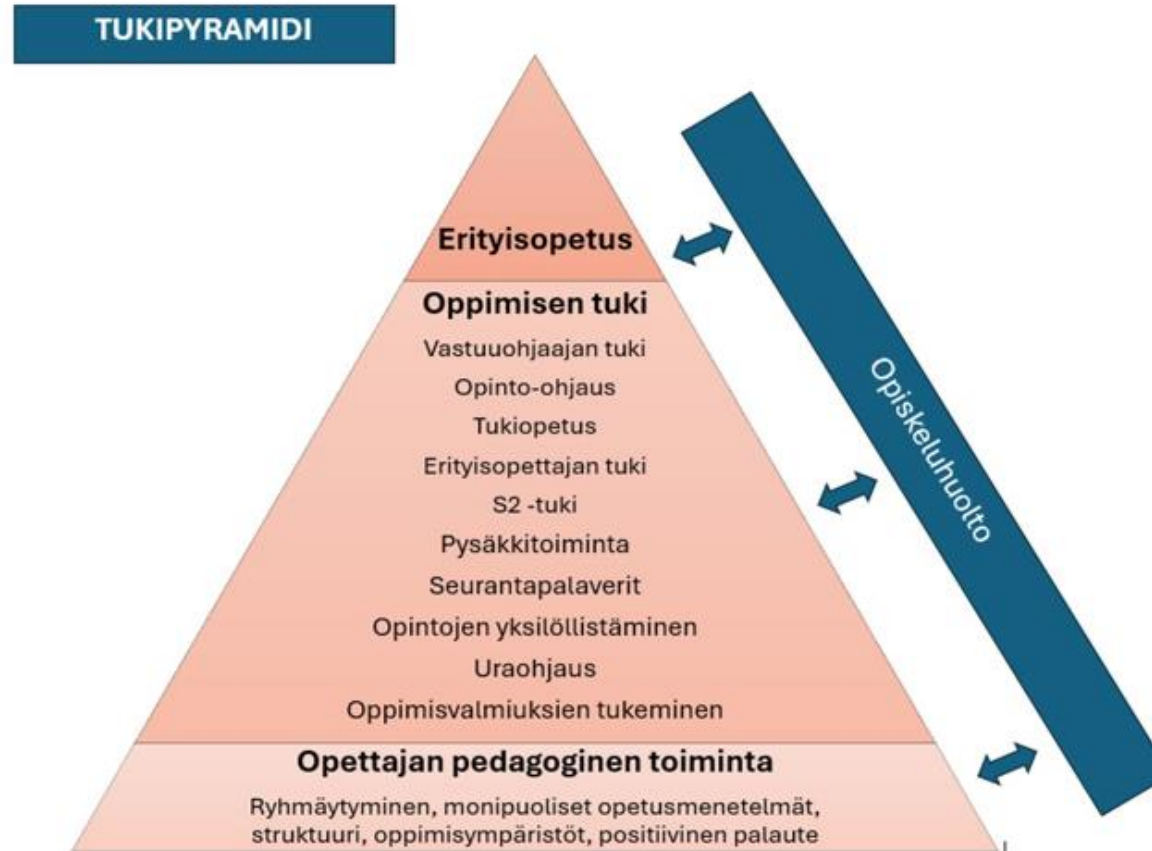 TUKIPYRAMIDI
Erityisopetus
Oppimisen tuki
Vastuuohjaajan tuki
Opinto-ohjaus
Tukiopetus
Erityisopettajan tuki
S2 -tuki
Pysäkkitoiminta
Seurantapalaverit
Opintojen yksilöllistäminen
Uraohjaus
Oppimisvalmiuksien tukeminen
Opettajan pedagoginen toiminta
Ryhmäytyminen, monipuoliset opetusmenetelmät,
struktuuri, oppimisympäristöt, positiivinen palaute
Opiskeluhuolto